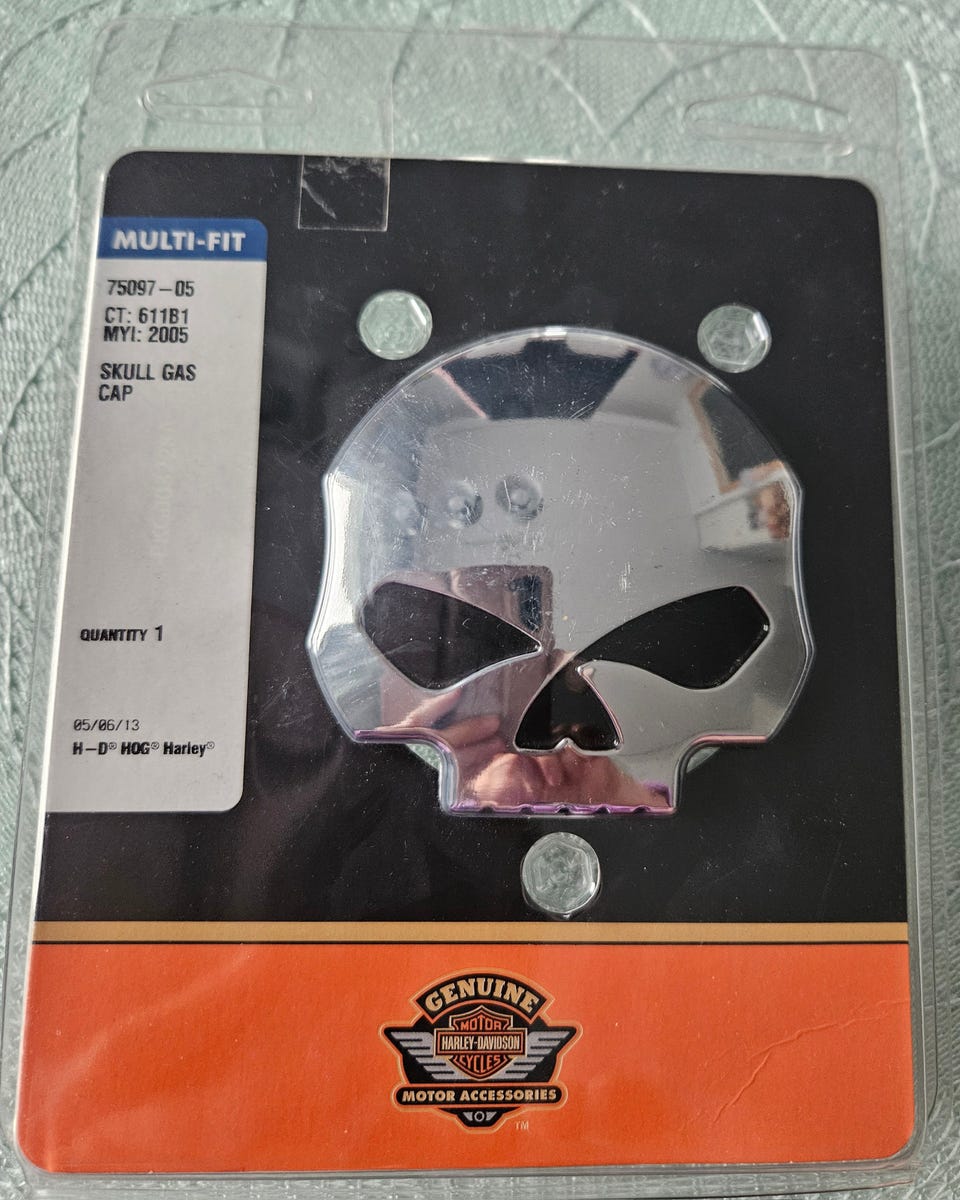 MULTI-FIT
75097-05
CT: 611B1
MYI: 2005
SKULL GAS
CAP
QUANTITY 1
05/06/13
H-D® HOG® Harley®
GENUINE
MOTOR
HARLEY-DAVIDSON
CYCLES
MOTOR ACCESSORIES
TM